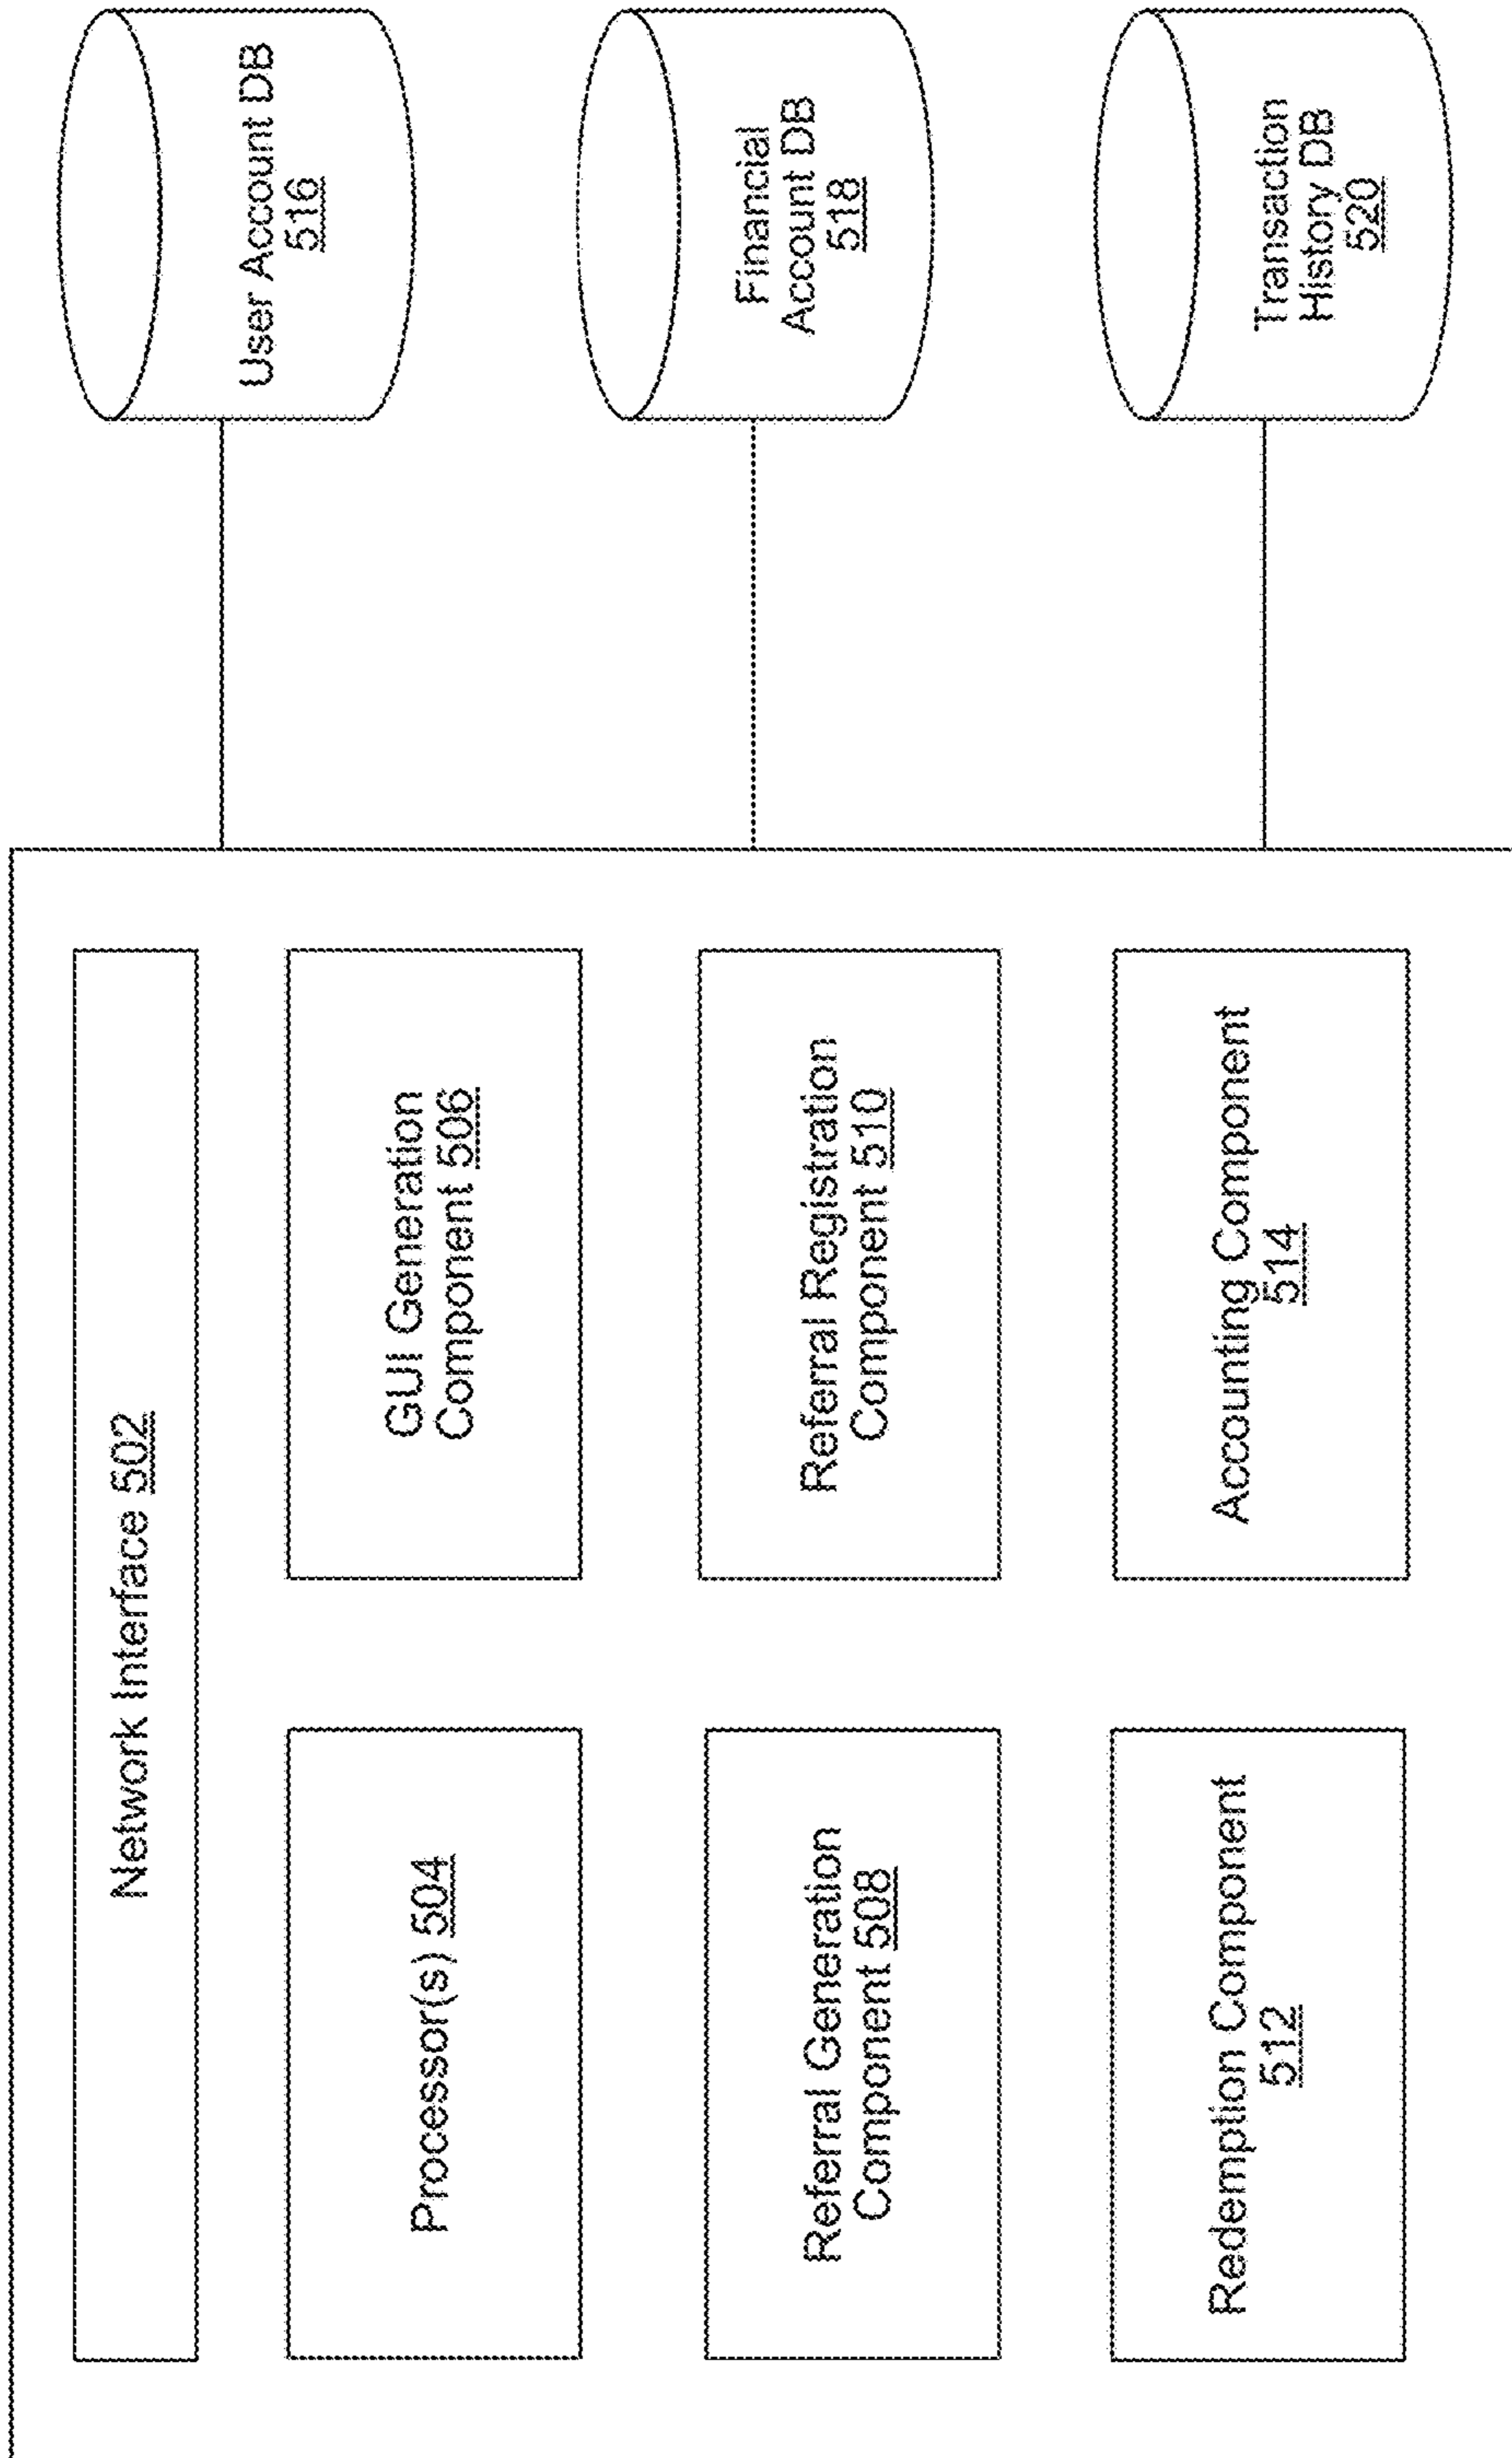 Network Interface 502
Processor(s) 504
GUI Generation
Component 506
Referral Generation
Component 508
Referral Registration
Component 510
Redemption Component
512
Accounting Component
514
User Account DB
516
Financial
Account DB
518
Transaction
History DB
520